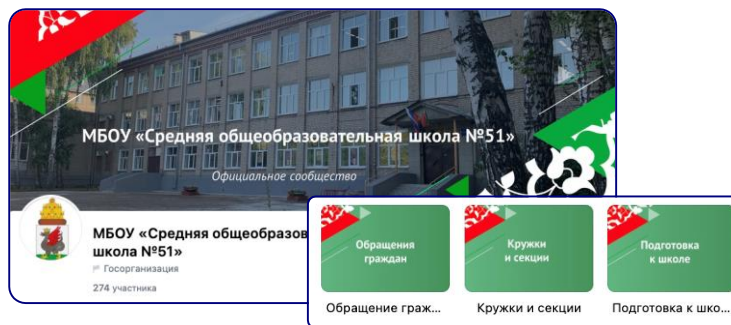 МБОУ «Средняя общеобразовательная школа №51»
Официальное сообщество
МБОУ «Средняя общеобразов
школа №51»
Госорганизация
274 участника
Обращения
граждан
Кружки
и секции
Подготовка
к школе
Обращение граж...
Кружки и секции
Подготовка к шко...